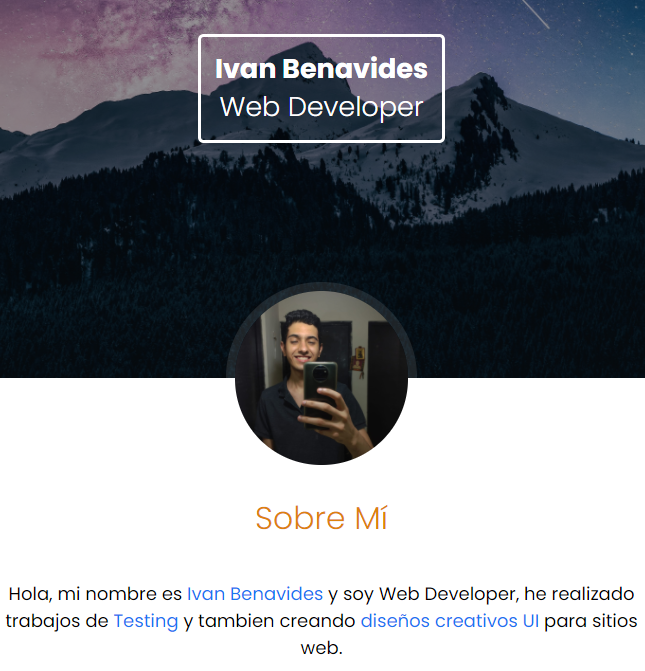 Ivan Benavides
Web Developer
Sobre Mí
Hola, mi nombre es Ivan Benavides y soy Web Developer, he realizado
trabajos de Testing y tambien creando diseños creativos UI para sitios
web.